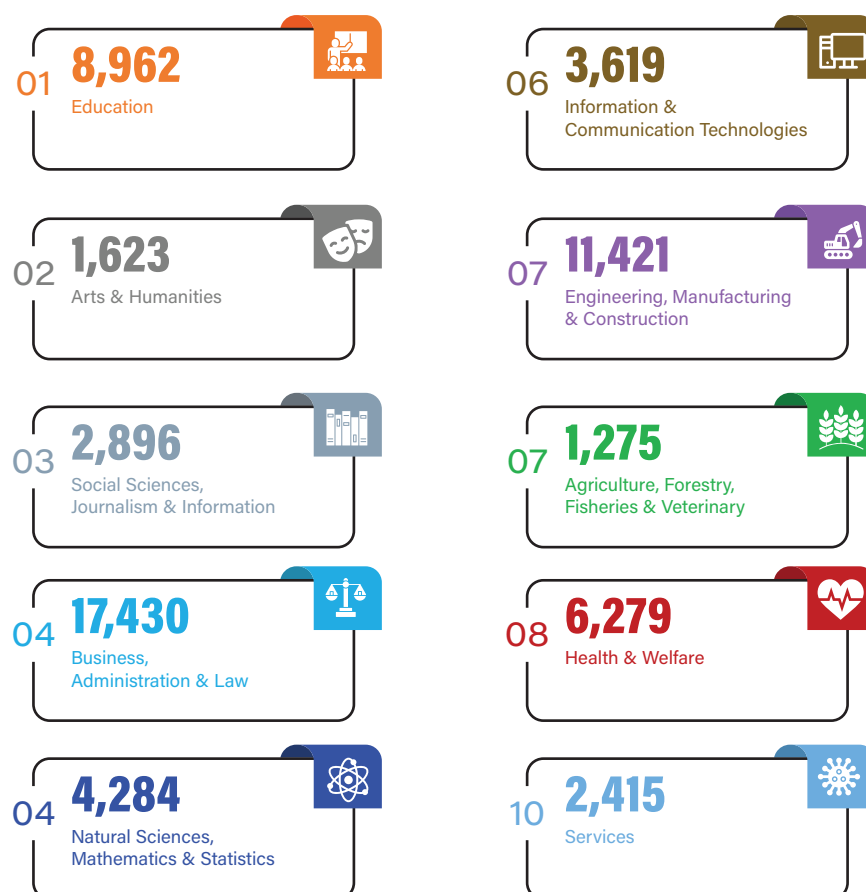 01
8,962
Education
02
1,623
Arts & Humanities
03
2,896
Social Sciences,
Journalism & Information
04
17,430
Business,
Administration & Law
04
4,284
Natural Sciences,
Mathematics & Statistics
06
3,619
Information &
Communication Technologies
07
11,421
Engineering, Manufacturing
& Construction
07
1,275
Agriculture, Forestry,
Fisheries & Veterinary
08
6,279
Health & Welfare
10
2,415
Services